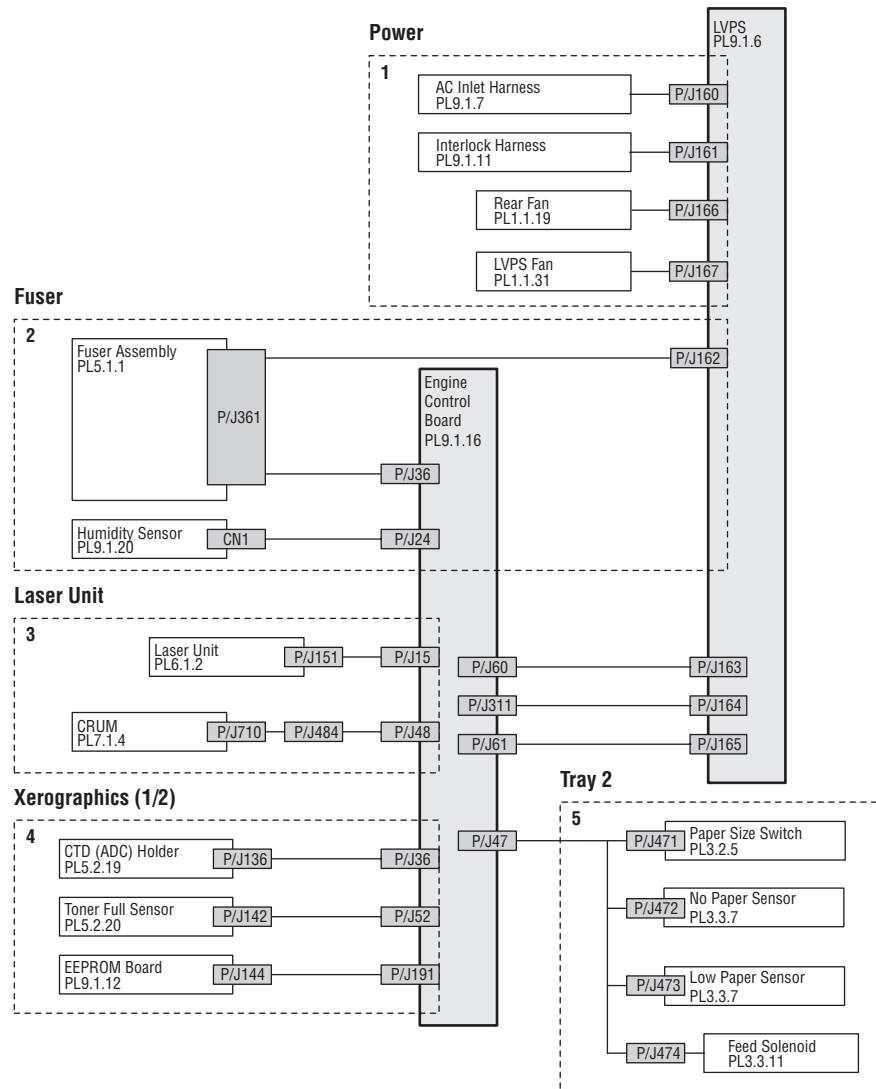 Power
LVPS
PL9.1.6
1
AC Inlet Harness
PL9.1.7
P/J160
Interlock Harness
PL9.1.11
P/J161
Rear Fan
PL1.1.19
P/J166
LVPS Fan
PL1.1.31
P/J167
Fuser
2
Fuser Assembly
PL5.1.1
P/J361
P/J162
Engine
Control
Board
PL9.1.16
P/J36
Humidity Sensor
PL9.1.20
CN1
P/J24
Laser Unit
3
Laser Unit
PL6.1.2
P/J151
P/J15
P/J60
P/J163
CRUM
PL7.1.4
P/J710
P/J484
P/J48
P/J311
P/J164
P/J61
P/J165
Xerographics (1/2)
4
CTD (ADC) Holder
PL5.2.19
P/J136
P/J36
Toner Full Sensor
PL5.2.20
P/J142
P/J52
EEPROM Board
PL9.1.12
P/J144
P/J191
Tray 2
5
P/J47
P/J471
Paper Size Switch
PL3.2.5
P/J472
No Paper Sensor
PL3.3.7
P/J473
Low Paper Sensor
PL3.3.7
P/J474
Feed Solenoid
PL3.3.11